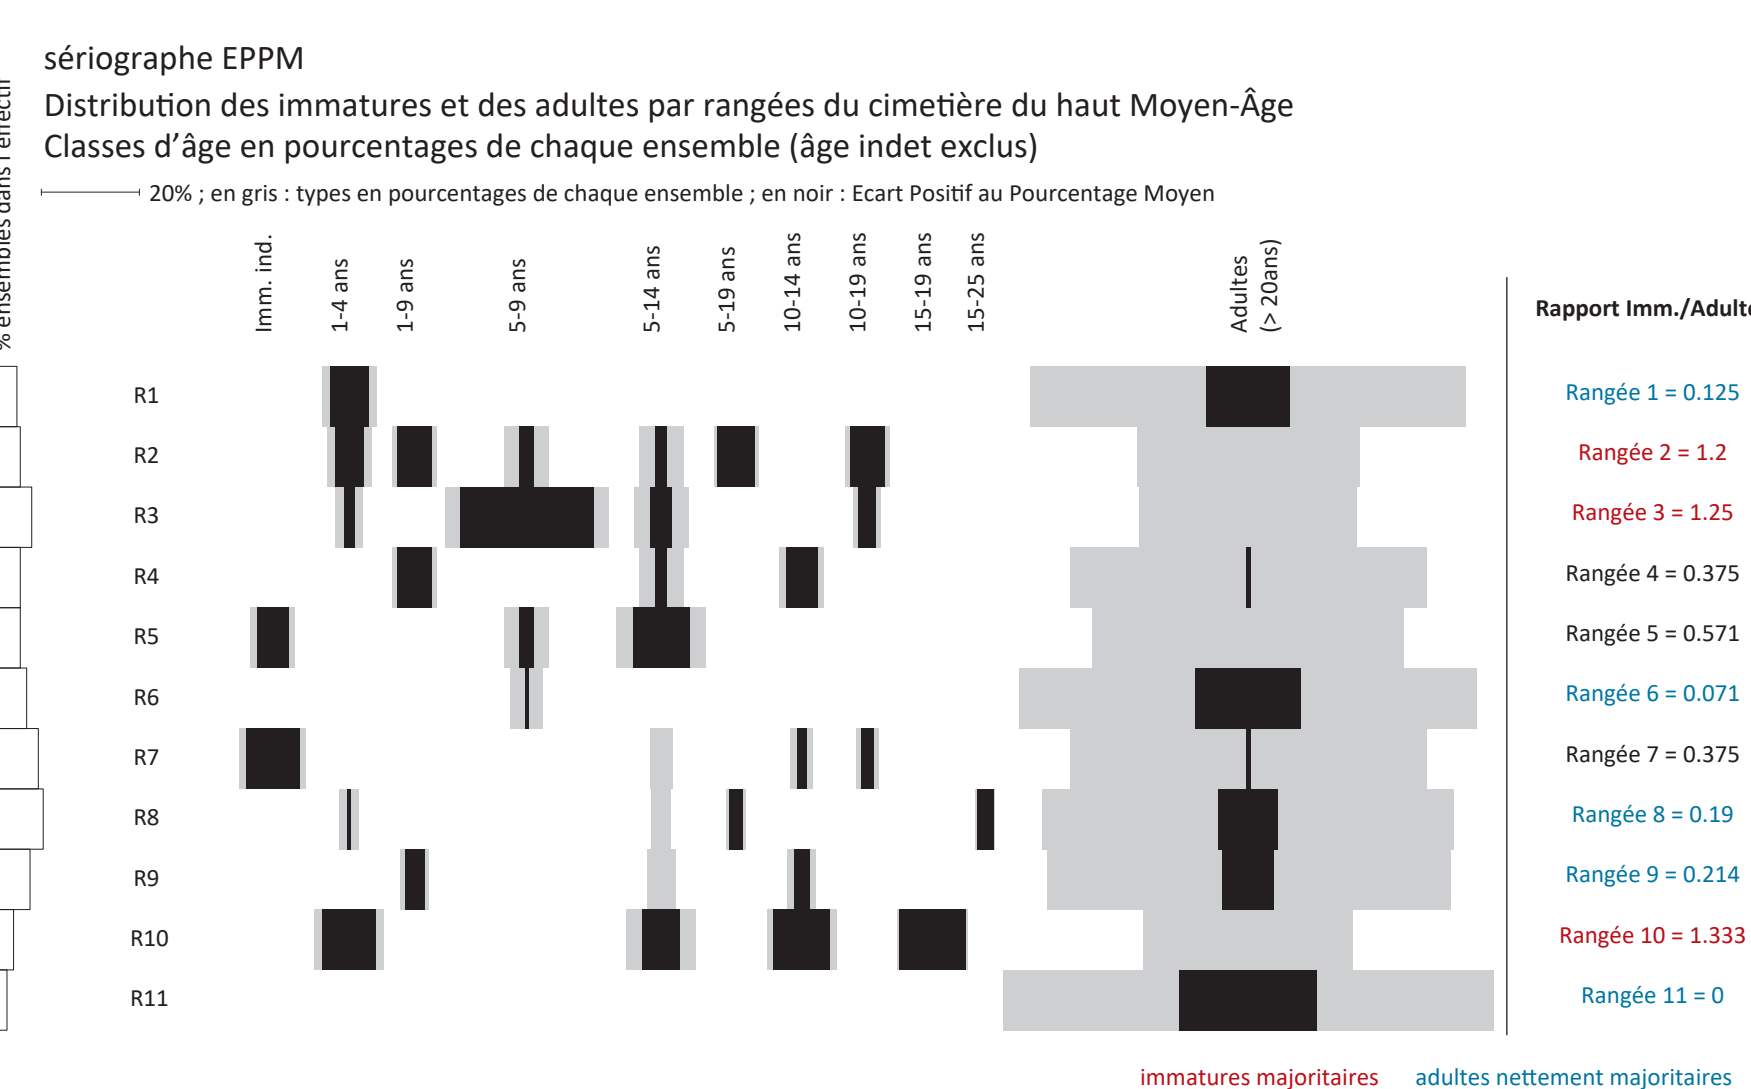 sériographe EPPM
Distribution des immatures et des adultes par rangées du cimetière du haut Moyen-Âge
Classes d'âge en pourcentages de chaque ensemble (âge indet exclus)
20% ; en gris : types en pourcentages de chaque ensemble ; en noir : Ecart Positif au Pourcentage Moyen
% ensembles dans l'effectif
Imm. ind.
1-4 ans
1-9 ans
5-9 ans
5-14 ans
5-19 ans
10-14 ans
10-19 ans
15-19 ans
15-25 ans
Adultes
(> 20ans)
Rapport Imm./Adulte
R1
Rangée 1 = 0.125
R2
Rangée 2 = 1.2
R3
Rangée 3 = 1.25
R4
Rangée 4 = 0.375
R5
Rangée 5 = 0.571
R6
Rangée 6 = 0.071
R7
Rangée 7 = 0.375
R8
Rangée 8 = 0.19
R9
Rangée 9 = 0.214
R10
Rangée 10 = 1.333
R11
Rangée 11 = 0
immatures majoritaires adultes nettement majoritaires